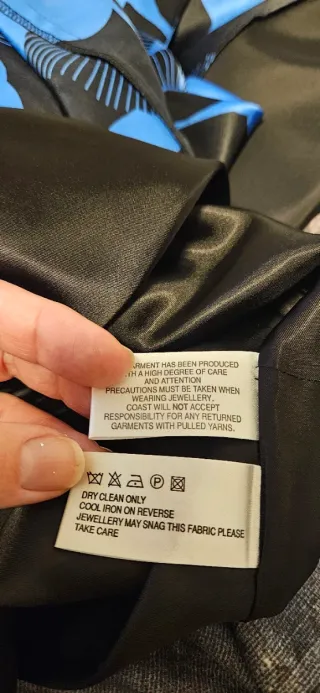 GARMENT HAS BEEN PRODUCED
WITH A HIGH DEGREE OF CARE
AND ATTENTION
PRECAUTIONS MUST BE TAKEN WHEN
WEARING JEWELLERY.
COAST WILL NOT ACCEPT
RESPONSIBILITY FOR ANY RETURNED
GARMENTS WITH PULLED YARNS.
P
DRY CLEAN ONLY
COOL IRON ON REVERSE
JEWELLERY MAY SNAG THIS FABRIC PLEASE
TAKE CARE